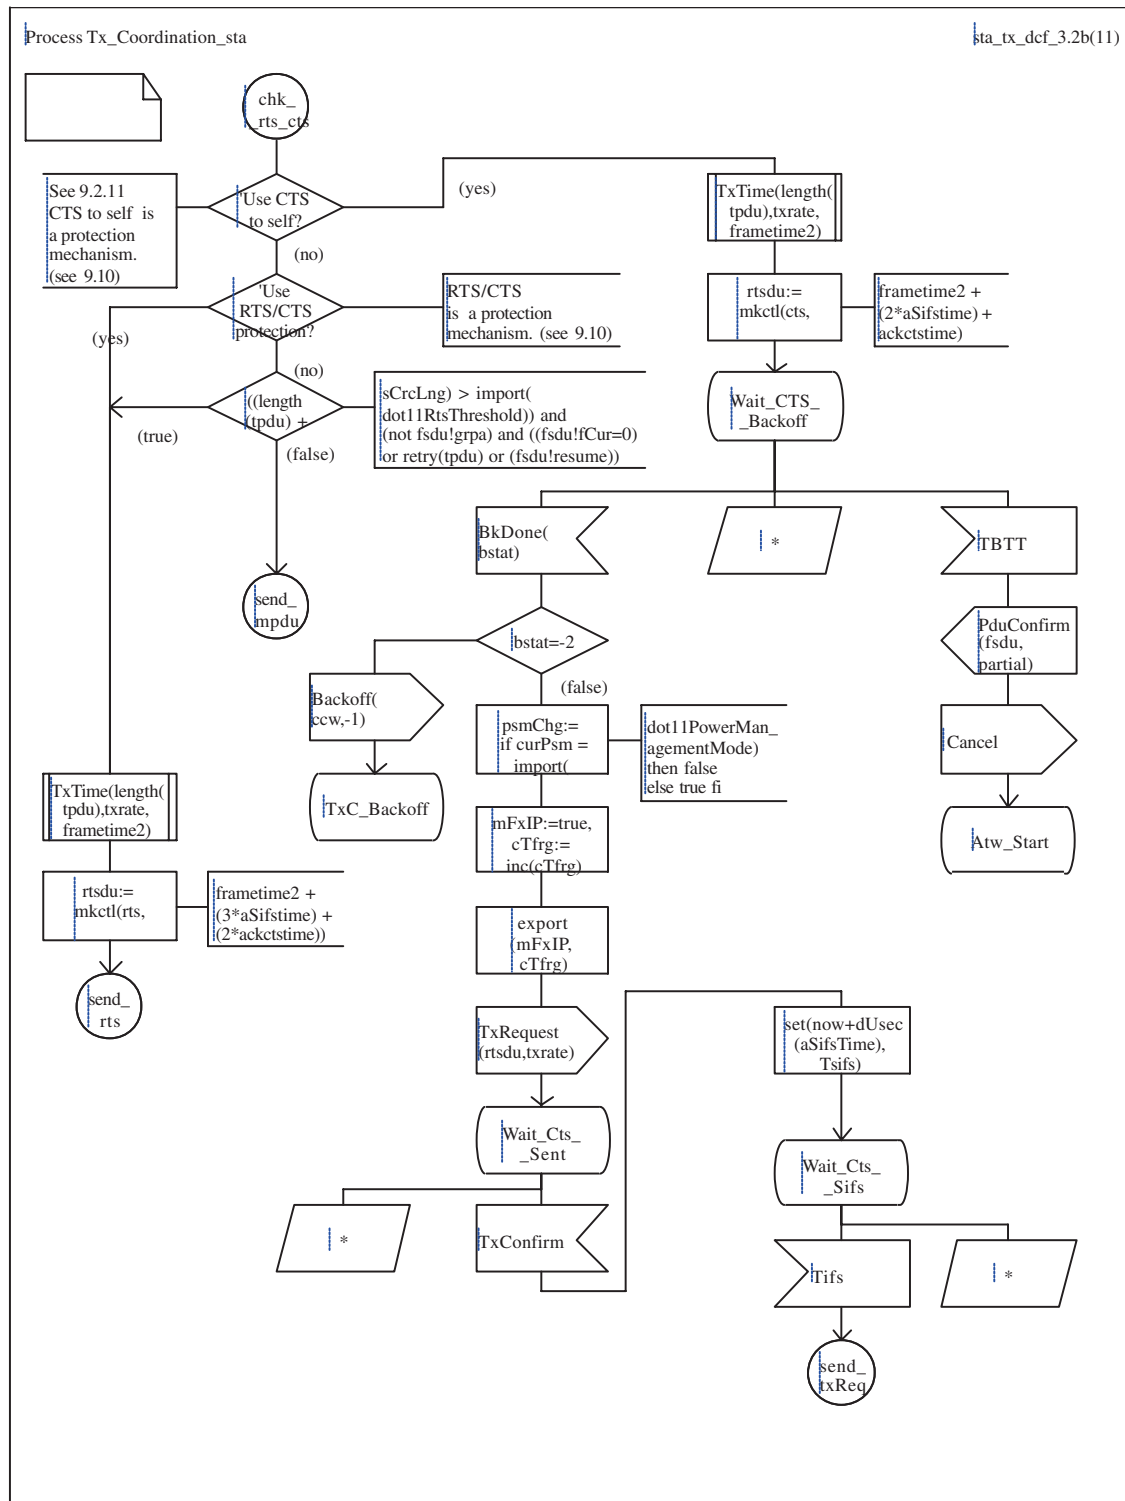 Process Tx_Coordination_sta
sta_tx_dcf_3.2b(11)
chk_
_rts_cts
See 9.2.11
CTS to self is
a protection
mechanism.
(see 9.10)
'Use CTS
to self?
(yes)
(no)
TxTime(length(
tpdu),txrate,
frametime2)
'Use
RTS/CTS
protection?
RTS/CTS
is a protection
mechanism. (see 9.10)
rtsdu:=
mkctl(cts,
frametime2 +
(2*aSifstime) +
ackctstime)
(yes)
(no)
((length
(tpdu) +
sCrcLng) > import(
dot11RtsThreshold)) and
(not fsdu!grpa) and ((fsdu!fCur=0)
or retry(tpdu) or (fsdu!resume))
(true)
(false)
Wait_CTS_
_Backoff
BkDone(
bstat)
*
TBTT
send_
mpdu
bstat=-2
(false)
PduConfirm
(fsdu,
partial)
Backoff(
ccw,-1)
psmChg:=
if curPsm =
import(
dot11PowerMan_
agementMode)
then false
else true fi
Cancel
TxTime(length(
tpdu),txrate,
frametime2)
TxC_Backoff
mFxIP:=true,
cTfrg:=
inc(cTfrg)
Atw_Start
rtsdu:=
mkctl(rts,
frametime2 +
(3*aSifstime) +
(2*ackctstime))
export
(mFxIP,
cTfrg)
send_
rts
TxRequest
(rtsdu,txrate)
set(now+dUsec
(aSifsTime),
Tsifs)
Wait_Cts_
_Sent
Wait_Cts_
_Sifs
*
TxConfirm
Tifs
*
send_
txReq